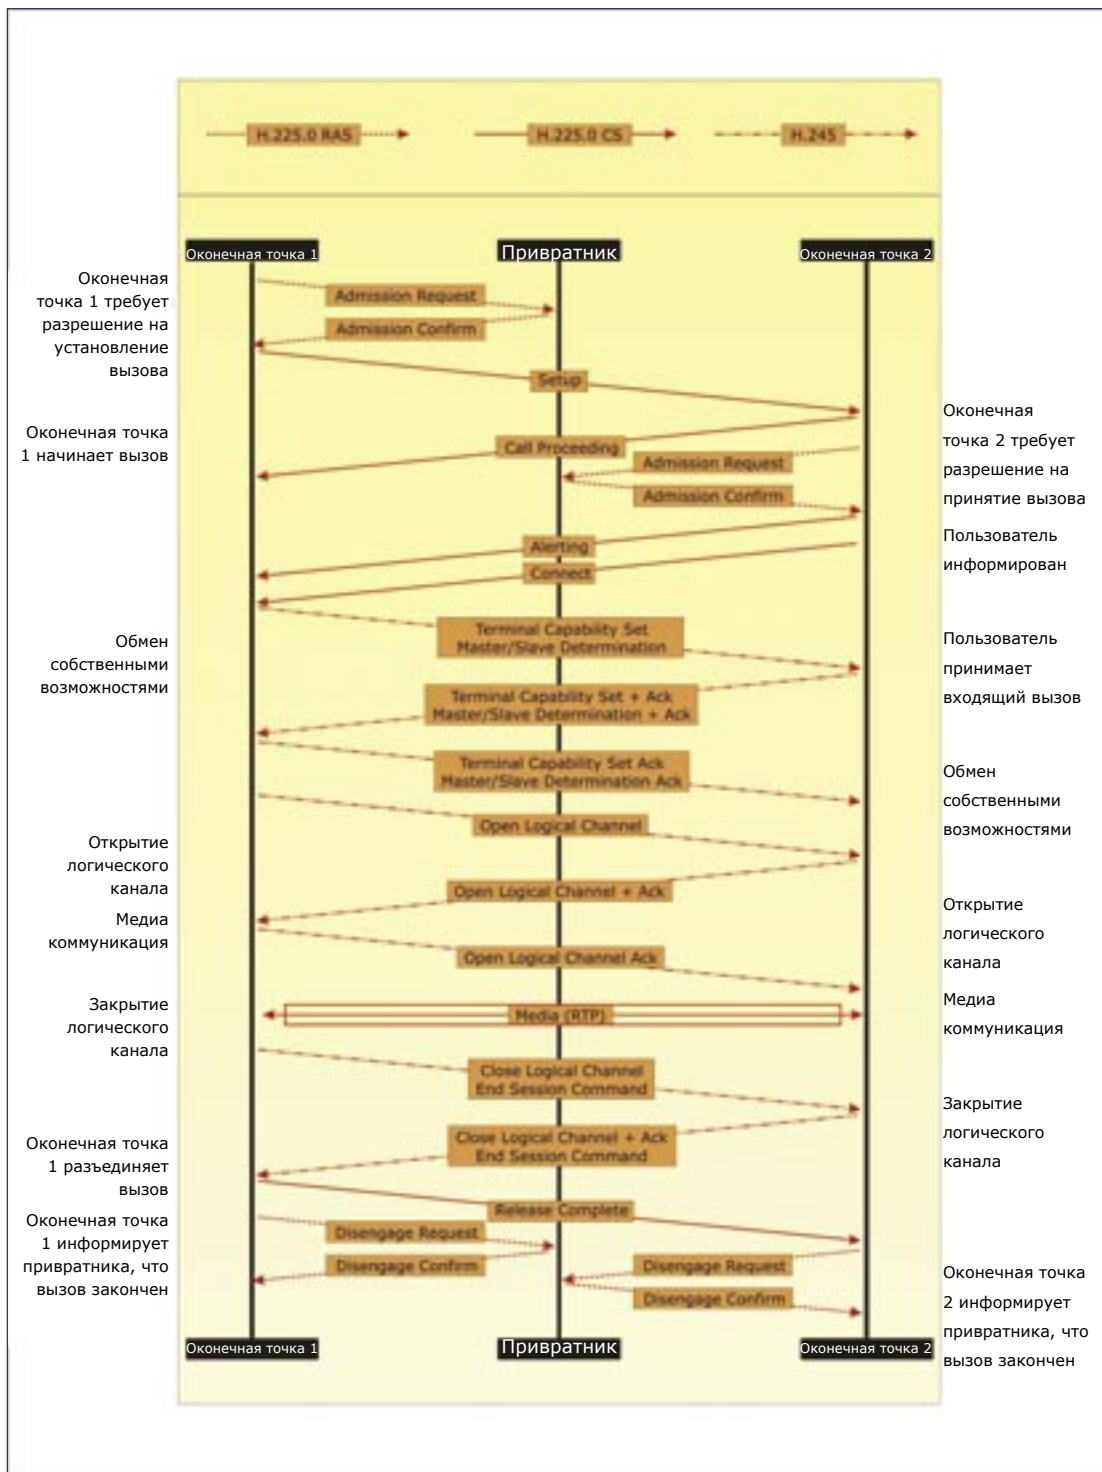 H.225.0 RAS
H.225.0 CS
H.245
Оконечная точка 1
Привратник
Оконечная точка 2
Оконечная
точка 1 требует
разрешение на
установление
вызова
Admission Request
Admission Confirm
Setup
Оконечная точка
1 начинает вызов
Call Proceeding
Оконечная
точка 2 требует
разрешение на
принятие вызова
Admission Request
Admission Confirm
Alerting
Пользователь
информирован
Connect
Terminal Capability Set
Master/Slave Determination
Обмен
собственными
возможностями
Пользователь
принимает
входящий вызов
Terminal Capability Set + Ack
Master/Slave Determination + Ack
Terminal Capability Set Ack
Master/Slave Determination Ack
Обмен
собственными
возможностями
Open Logical Channel
Открытие
логического
канала
Open Logical Channel + Ack
Медиа
коммуникация
Открытие
логического
канала
Open Logical Channel Ack
Media (RTP)
Медиа
коммуникация
Закрытие
логического
канала
Close Logical Channel
End Session Command
Закрытие
логического
канала
Close Logical Channel + Ack
End Session Command
Оконечная точка
1 разъединяет
вызов
Release Complete
Оконечная точка
1 информирует
привратника, что
вызов закончен
Disengage Request
Disengage Confirm
Disengage Request
Disengage Confirm
Оконечная точка
2 информирует
привратника, что
вызов закончен
Оконечная точка 1
Привратник
Оконечная точка 2